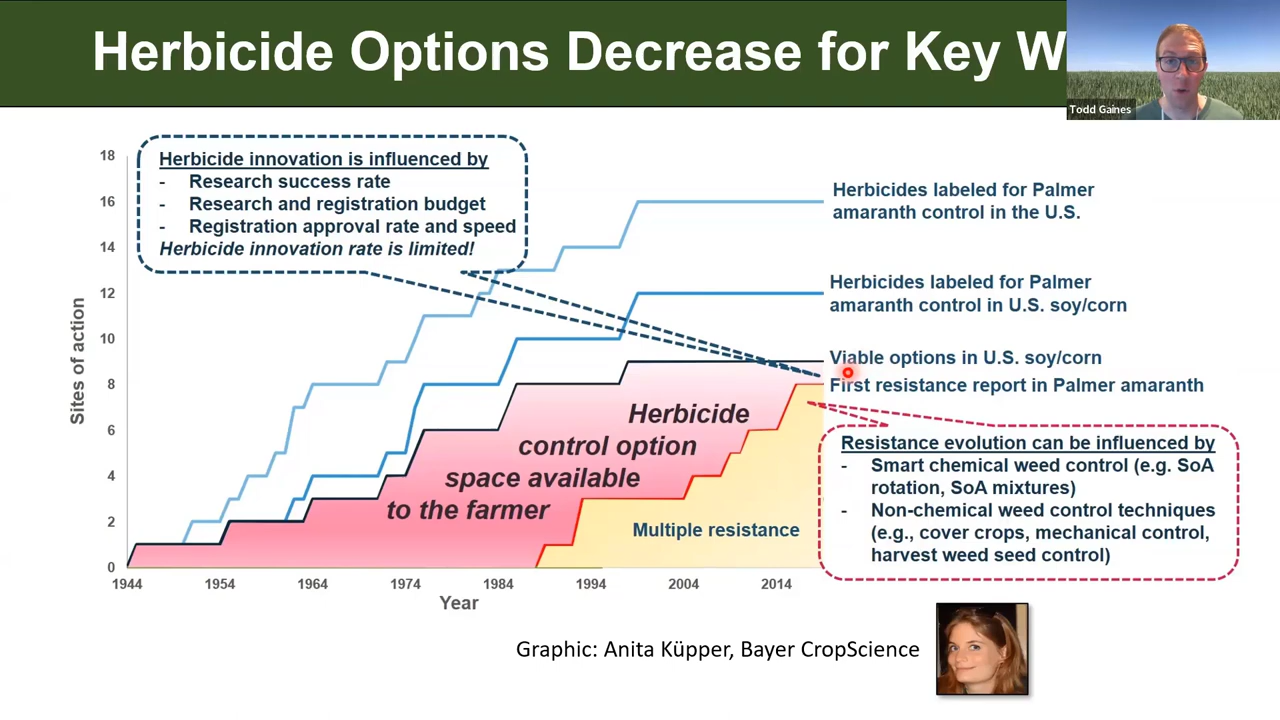 Herbicide Options Decrease for Key W
Todd Gaines
Herbicide innovation is influenced by
- Research success rate
- Research and registration budget
- Registration approval rate and speed
Herbicide innovation rate is limited!
18
16
14
12
10
8
6
4
2
0
Sites of action
1944
1954
1964
1974
1984
1994
2004
2014
Year
Herbicides labeled for Palmer
amaranth control in the U.S.
Herbicides labeled for Palmer
amaranth control in U.S. soy/corn
Viable options in U.S. soy/corn
First resistance report in Palmer amaranth
Herbicide
control option
space available
to the farmer
Multiple resistance
Resistance evolution can be influenced by
- Smart chemical weed control (e.g. SoA
rotation, SoA mixtures)
- Non-chemical weed control techniques
(e.g., cover crops, mechanical control,
harvest weed seed control)
Graphic: Anita Küpper, Bayer CropScience